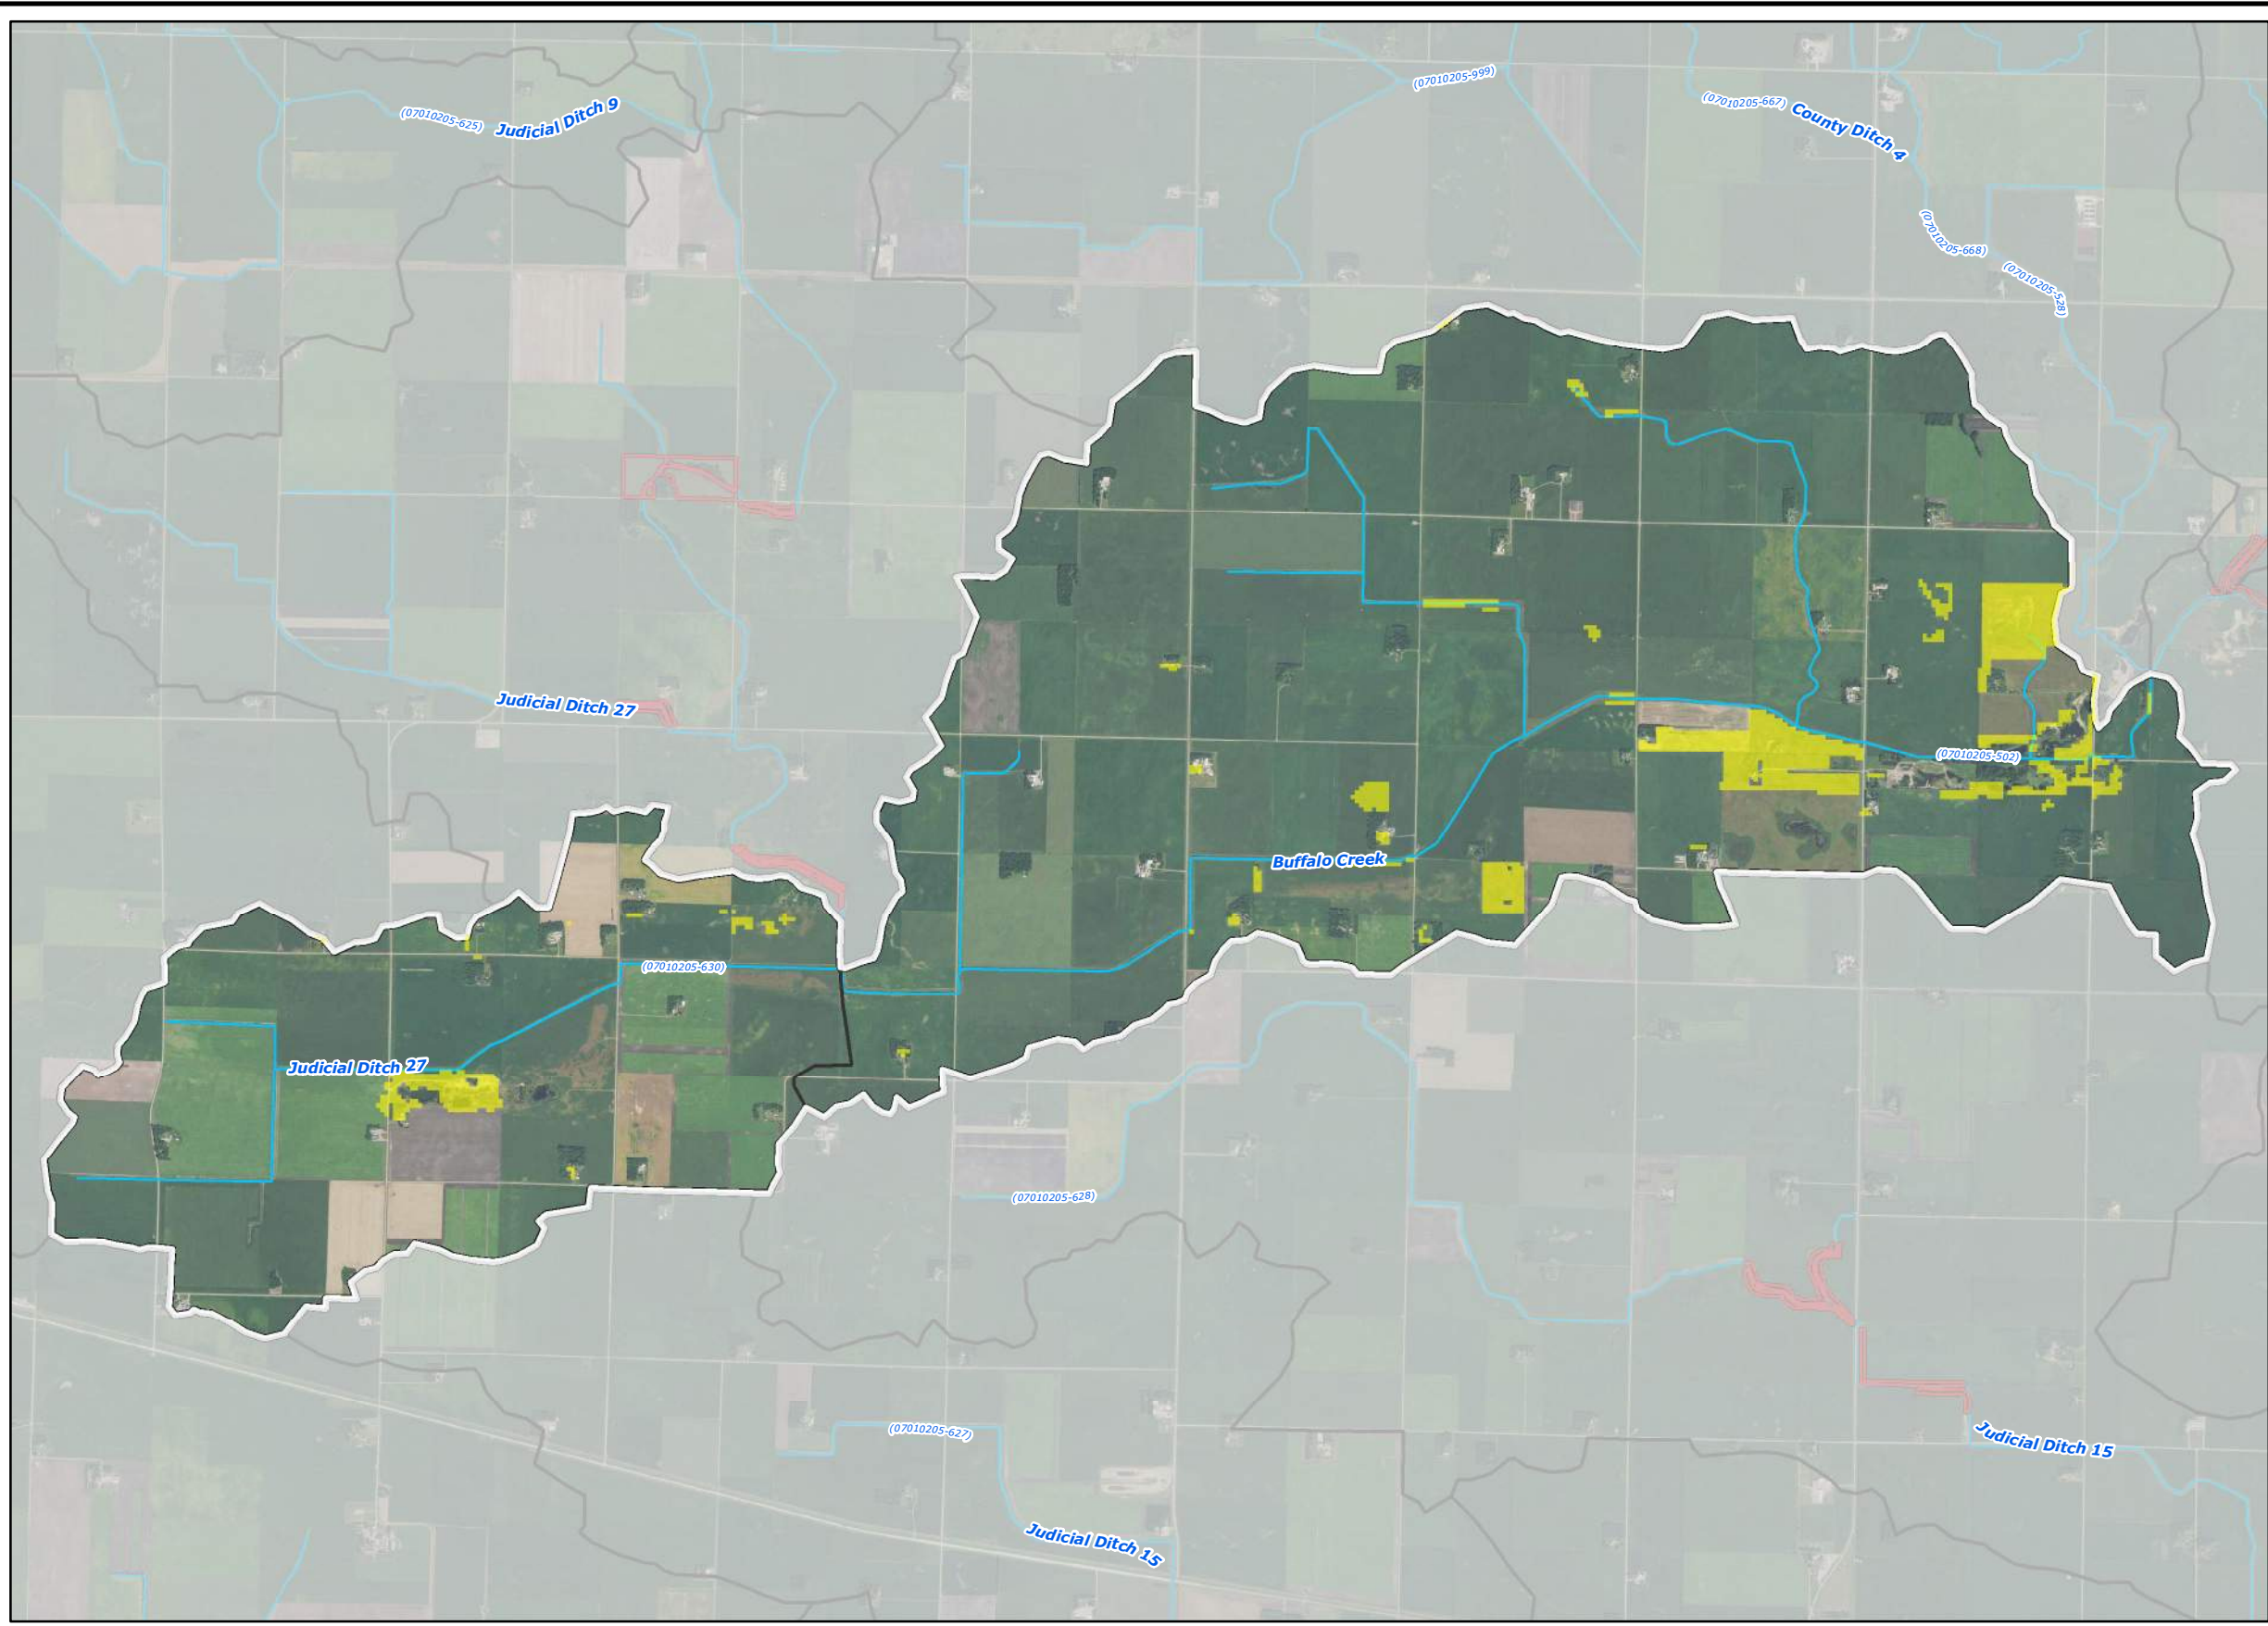 (07010205-999)
(07010205-625)
Judicial Ditch 9
(07010205-667)
County Ditch 4
(07010205-668)
(07010205-528)
Judicial Ditch 27
(07010205-502)
Buffalo Creek
(07010205-630)
Judicial Ditch 27
(07010205-628)
(07010205-627)
Judicial Ditch 15
Judicial Ditch 15